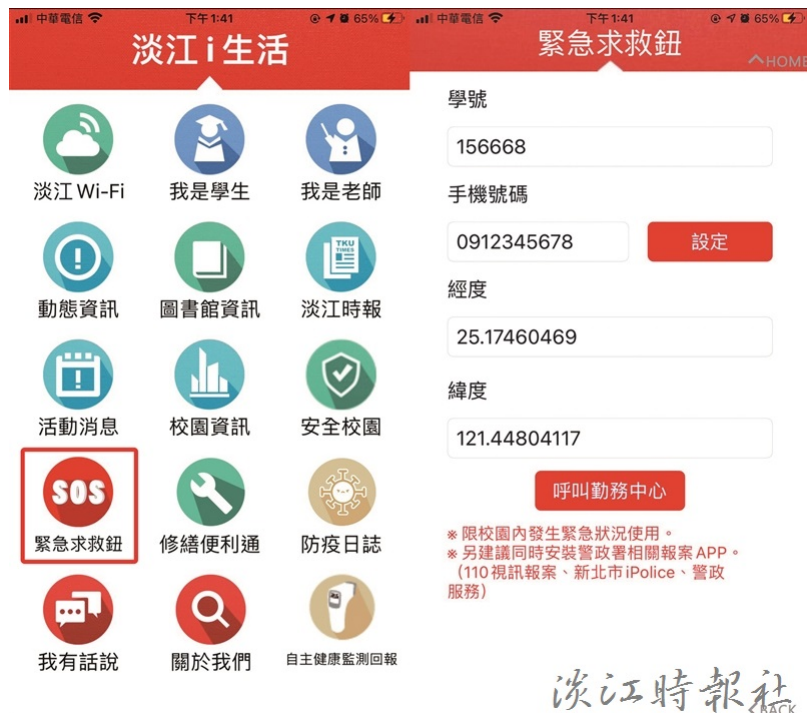 中華電信 下午1:41 65%
淡江i生活
淡江 Wi-Fi 我是學生 我是老師
TKU
TIMES
動態資訊 圖書館資訊 淡江時報
活動消息 校園資訊 安全校園
SOS
緊急求救鈕 修繕便利通 防疫日誌
我有話說 關於我們 自主健康監測回報
中華電信 下午1:41 65%
緊急求救鈕
HOME
學號
156668
手機號碼
0912345678 設定
經度
25.17460469
緯度
121.44804117
呼叫勤務中心
※ 限校園內發生緊急狀況使用。
※ 另建議同時安裝警政署相關報案 APP。
（110 視訊報案、新北市 iPolice、警政
服務）
淡江時報社
BACK